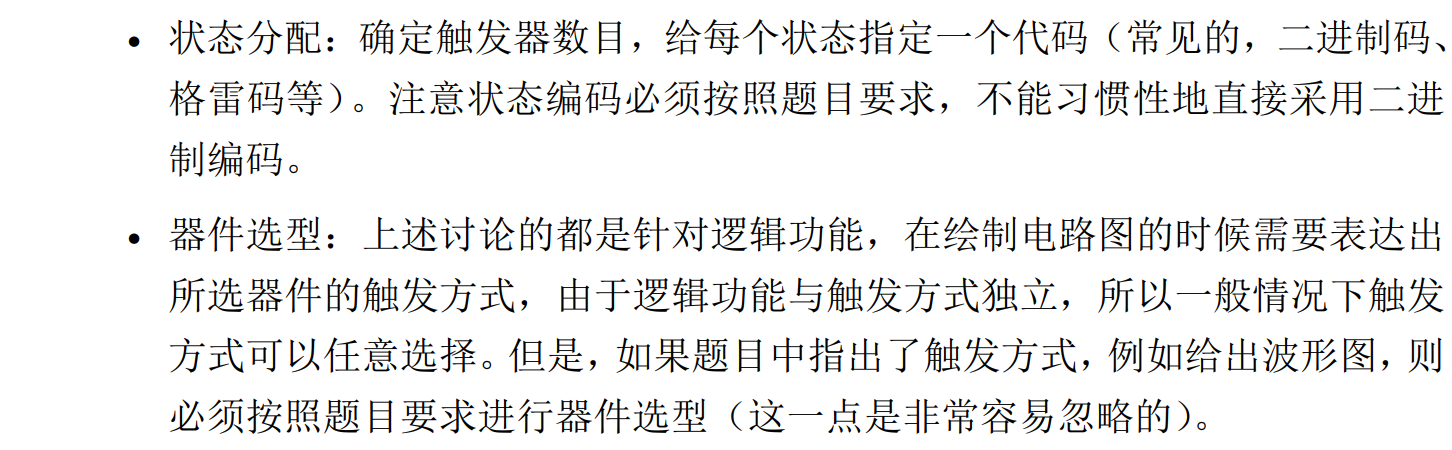 • 状态分配：确定触发器数目，给每个状态指定一个代码（常见的，二进制码、
格雷码等）。注意状态编码必须按照题目要求，不能习惯性地直接采用二进
制编码。
• 器件选型：上述讨论的都是针对逻辑功能，在绘制电路图的时候需要表达出
所选器件的触发方式，由于逻辑功能与触发方式独立，所以一般情况下触发
方式可以任意选择。但是，如果题目中指出了触发方式，例如给出波形图，则
必须按照题目要求进行器件选型（这一点是非常容易忽略的）。